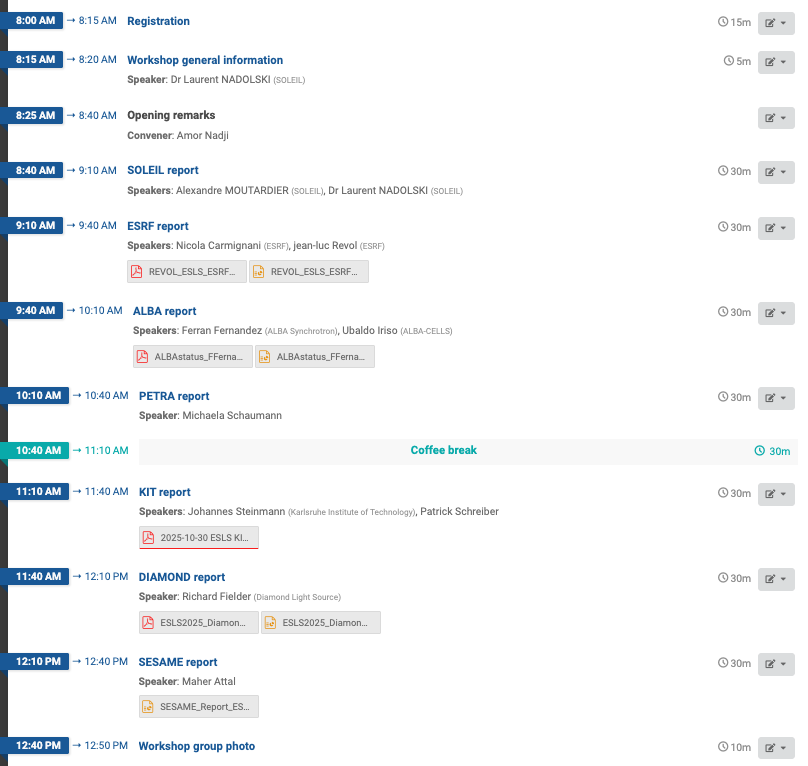 8:00 AM → 8:15 AM Registration 15m
8:15 AM → 8:20 AM Workshop general information 5m
Speaker: Dr Laurent NADOLSKI (SOLEIL)
8:25 AM → 8:40 AM Opening remarks
Convener: Amor Nadji
8:40 AM → 9:10 AM SOLEIL report 30m
Speakers: Alexandre MOUTARDIER (SOLEIL), Dr Laurent NADOLSKI (SOLEIL)
9:10 AM → 9:40 AM ESRF report 30m
Speakers: Nicola Carmignani (ESRF), jean-luc Revol (ESRF)
REVOL_ESLS_ESRF... REVOL_ESLS_ESRF...
9:40 AM → 10:10 AM ALBA report 30m
Speakers: Ferran Fernandez (ALBA Synchrotron), Ubaldo Iriso (ALBA-CELLS)
ALBAstatus_FFerna... ALBAstatus_FFerna...
10:10 AM → 10:40 AM PETRA report 30m
Speaker: Michaela Schaumann
10:40 AM → 11:10 AM Coffee break 30m
11:10 AM → 11:40 AM KIT report 30m
Speakers: Johannes Steinmann (Karlsruhe Institute of Technology), Patrick Schreiber
2025-10-30 ESLS KI...
11:40 AM → 12:10 PM DIAMOND report 30m
Speaker: Richard Fielder (Diamond Light Source)
ESLS2025_Diamon... ESLS2025_Diamon...
12:10 PM → 12:40 PM SESAME report 30m
Speaker: Maher Attal
SESAME_Report_ES...
12:40 PM → 12:50 PM Workshop group photo 10m